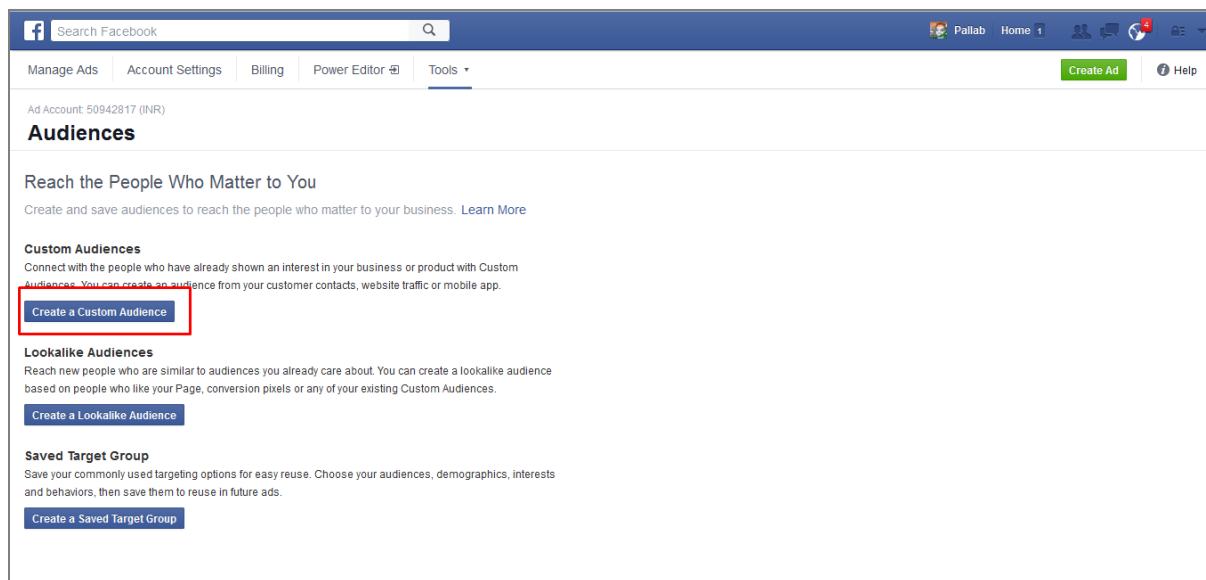 f Search Facebook Pallab Home 1 4
Manage Ads Account Settings Billing Power Editor Tools Create Ad i Help
Ad Account: 50942817 (INR)
Audiences
Reach the People Who Matter to You
Create and save audiences to reach the people who matter to your business. Learn More
Custom Audiences
Connect with the people who have already shown an interest in your business or product with Custom
Audiences. You can create an audience from your customer contacts, website traffic or mobile app.
Create a Custom Audience
Lookalike Audiences
Reach new people who are similar to audiences you already care about. You can create a lookalike audience
based on people who like your Page, conversion pixels or any of your existing Custom Audiences.
Create a Lookalike Audience
Saved Target Group
Save your commonly used targeting options for easy reuse. Choose your audiences, demographics, interests
and behaviors, then save them to reuse in future ads.
Create a Saved Target Group